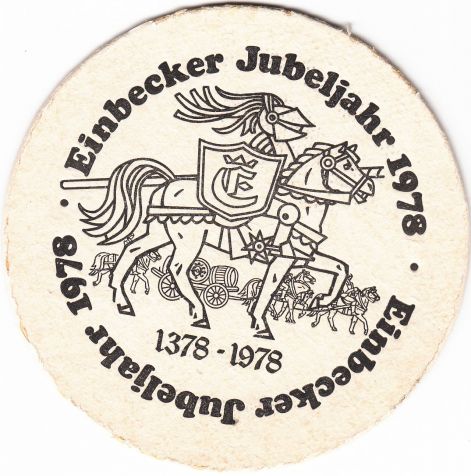 Einbecker Jubeljahr 1978 ·
Einbecker Jubeljahr 1978 ·
Ë
1378 - 1978